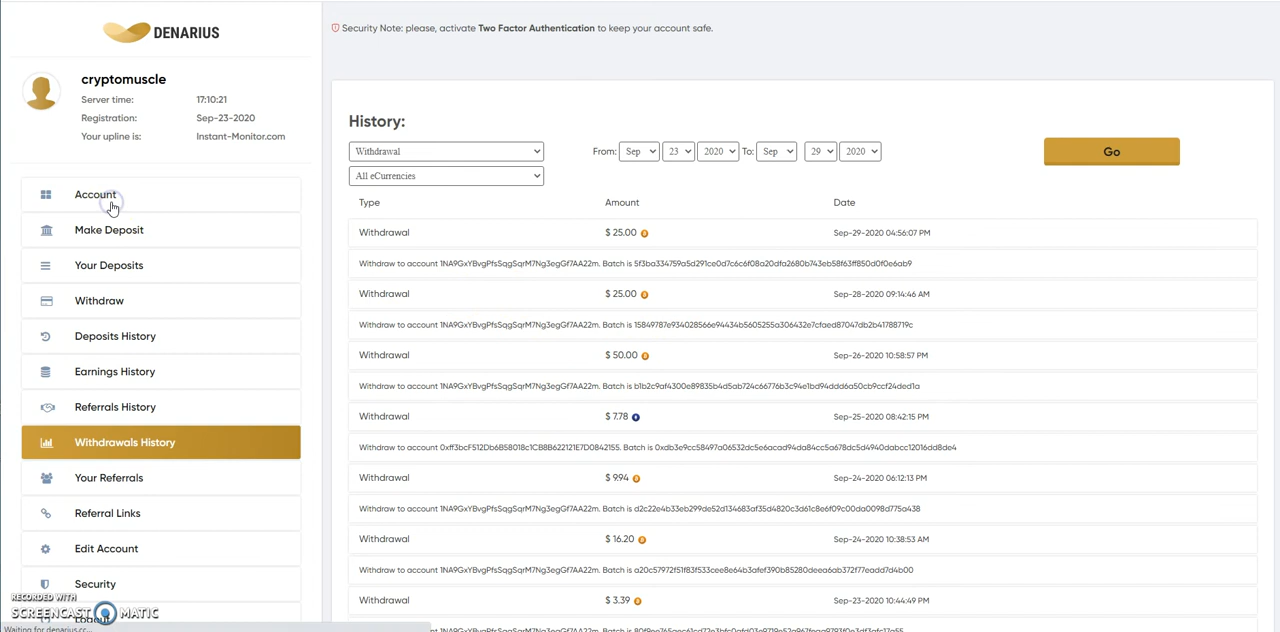 DENARIUS
Security Note: please, activate Two Factor Authentication to keep your account safe.
cryptomuscle
Server time: 17:10:21
Registration: Sep-23-2020
Your upline is: Instant-Monitor.com
Account
Make Deposit
Your Deposits
Withdraw
Deposits History
Earnings History
Referrals History
Withdrawals History
Your Referrals
Referral Links
Edit Account
Security
Logout
RECORDED WITH
SCREENCAST MATIC
Waiting for denarius.cc...
History:
Withdrawal From: Sep 23 2020 To: Sep 29 2020 Go
All eCurrencies
Type Amount Date
Withdrawal $ 25.00 Sep-29-2020 04:56:07 PM
Withdraw to account 1NA9GxYBvgPfsSqgSqrM7Ng3egGf7AA22m. Batch is 5f3ba334759a5d291ce0d7c6c6f08a20dfa2680b743eb58f63ff850d0f0e6ab9
Withdrawal $ 25.00 Sep-28-2020 09:14:46 AM
Withdraw to account 1NA9GxYBvgPfsSqgSqrM7Ng3egGf7AA22m. Batch is 15849787e934028566e94434b5605255a306432e7cfaed87047db2b41788719c
Withdrawal $ 50.00 Sep-26-2020 10:58:57 PM
Withdraw to account 1NA9GxYBvgPfsSqgSqrM7Ng3egGf7AA22m. Batch is b1b2c9af4300e89835b4d5ab724c66776b3c94e1bd94ddd6a50cb9ccf24ded1a
Withdrawal $ 7.78 Sep-25-2020 08:42:15 PM
Withdraw to account 0xff3bcF512Db6B58018c1CB8B622121E7D0842155. Batch is 0xdb3e9cc58497a06532dc5e6acad94da84cc5a678dc5d4940dabcc12016dd8de4
Withdrawal $ 9.94 Sep-24-2020 06:12:13 PM
Withdraw to account 1NA9GxYBvgPfsSqgSqrM7Ng3egGf7AA22m. Batch is d2c22e4b33eb299de52d134683af35d4820c3d61c8e6f09c00da0098d775a438
Withdrawal $ 16.20 Sep-24-2020 10:38:53 AM
Withdraw to account 1NA9GxYBvgPfsSqgSqrM7Ng3egGf7AA22m. Batch is a20c57972f51f83f533cee8e64b3afef390b85280deea6ab372f77eadd7d4b00
Withdrawal $ 3.39 Sep-23-2020 10:44:49 PM